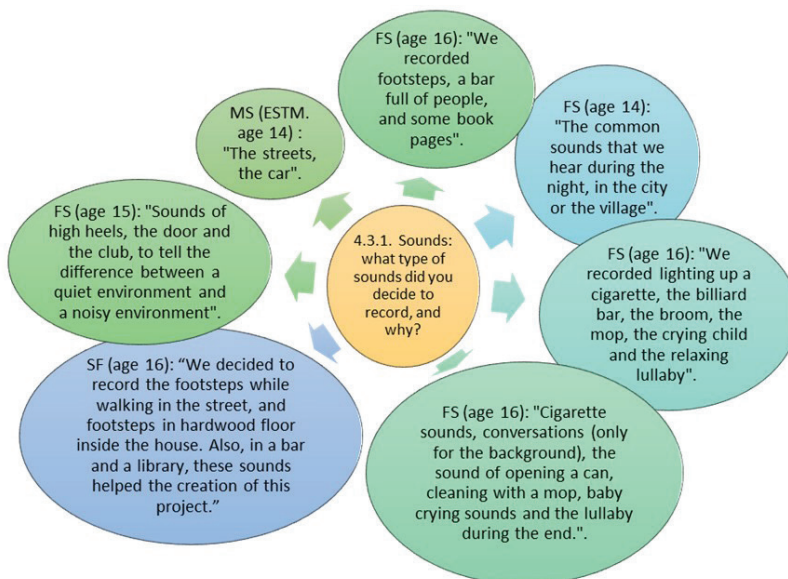 FS (age 16): "We
recorded
footsteps, a bar
full of people,
and some book
pages".
FS (age 14):
"The common
sounds that we
hear during the
night, in the city
or the village".
FS (age 16): "We
recorded lighting up a
cigarette, the billiard
bar, the broom, the
mop, the crying child
and the relaxing
lullaby".
FS (age 16): "Cigarette
sounds, conversations (only
for the background), the
sound of opening a can,
cleaning with a mop, baby
crying sounds and the lullaby
during the end.".
SF (age 16): “We decided to
record the footsteps while
walking in the street, and
footsteps in hardwood floor
inside the house. Also, in a bar
and a library, these sounds
helped the creation of this
project.”
FS (age 15): "Sounds of
high heels, the door and
the club, to tell the
difference between a
quiet environment and
a noisy environment".
MS (ESTM.
age 14) :
"The streets,
the car".
4.3.1. Sounds:
what type of
sounds did you
decide to
record, and
why?